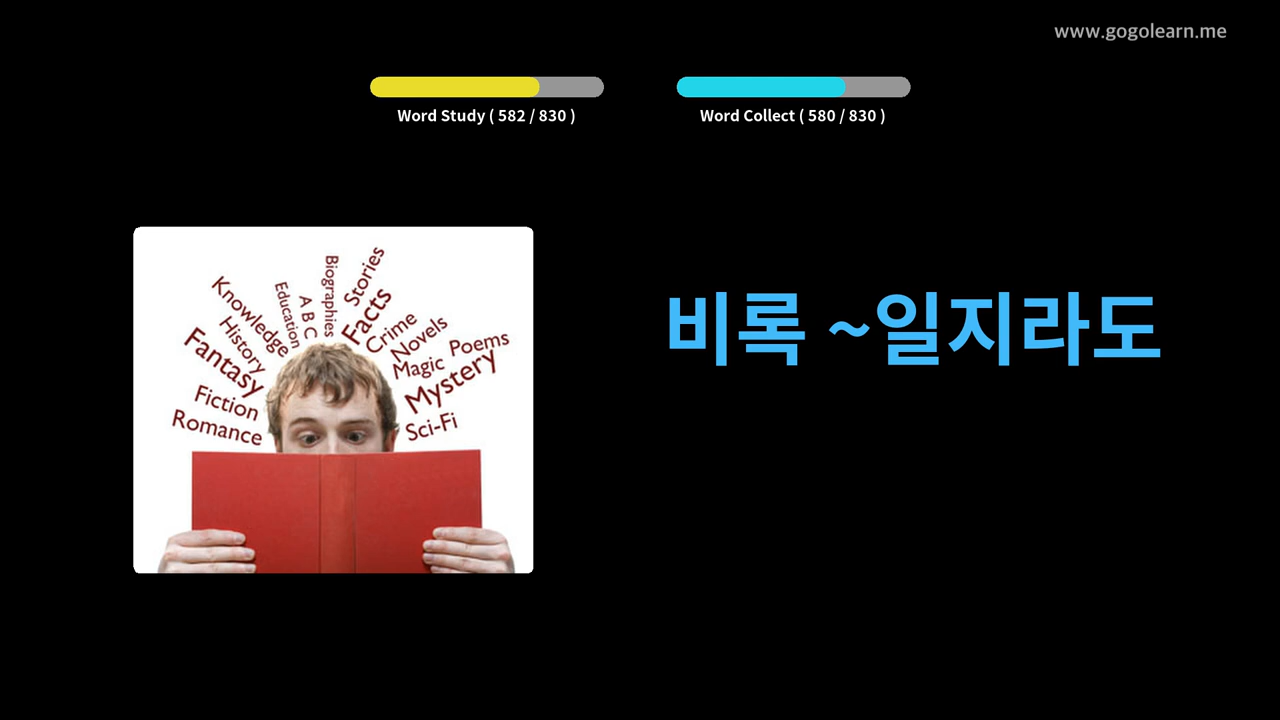 www.gogolearn.me
Word Study ( 582 / 830 )
Word Collect ( 580 / 830 )
비록 ~일지라도
Knowledge
History
Fantasy
Fiction
Romance
Education
A B C
Biographies
Stories
Facts
Crime
Novels
Magic
Poems
Mystery
Sci-Fi